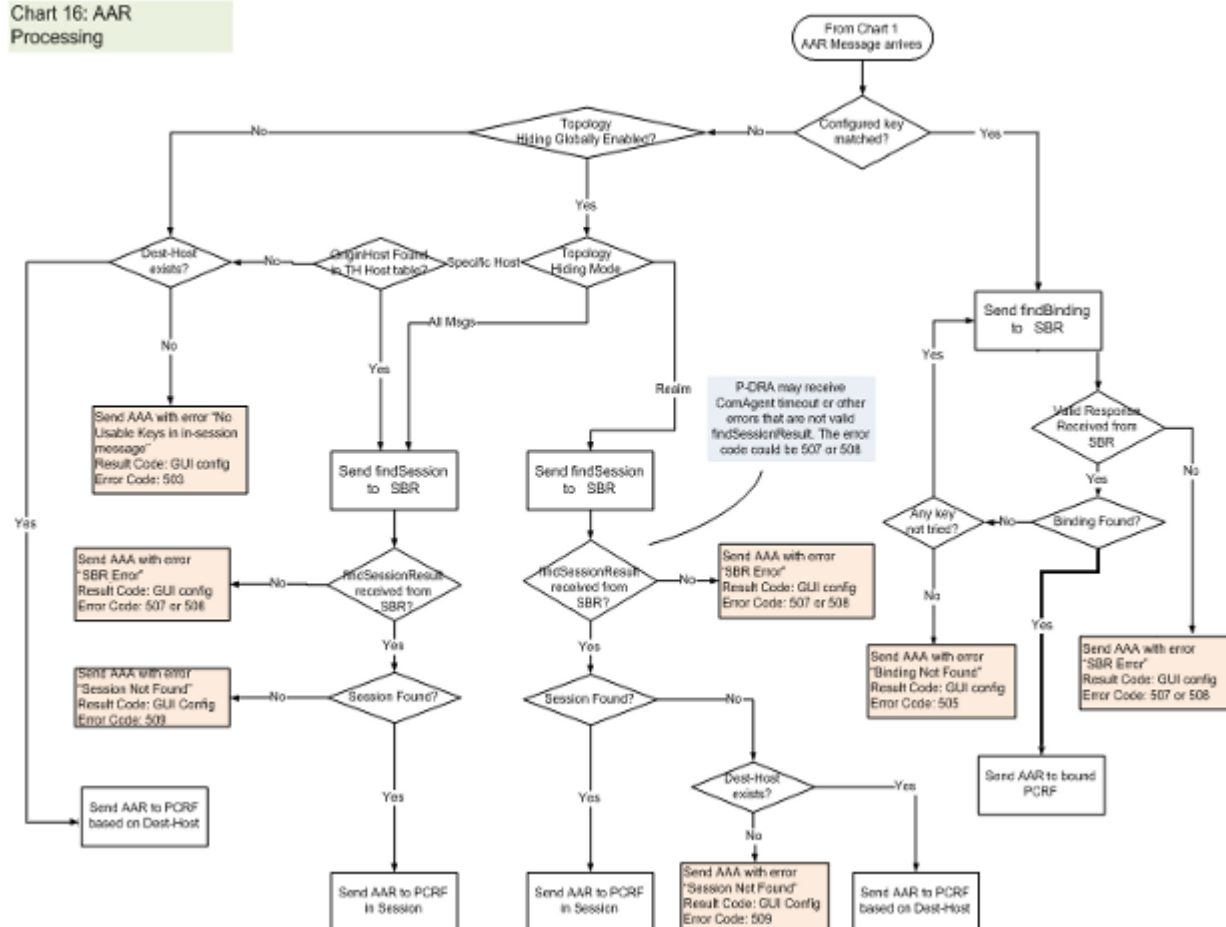 Chart 16: AAR
Processing
From Chart 1
AAR Message arrives
Configured key
matched?
No
Yes
Topology
Hiding Globally Enabled?
No
Yes
Dest-Host
exists?
No
OriginHost Found
in TH Host table?
Specific Host
Topology
Hiding Mode
All Msgs
Realm
Yes
No
Yes
Send AAA with error "No
Usable Keys in in-session
message"
Result Code: GUI config
Error Code: 503
Send findSession
to SBR
Send findSession
to SBR
P-DRA may receive
ComAgent timeout or other
errors that are not valid
findSessionResult. The error
code could be 507 or 508
Send findBinding
to SBR
Yes
Valid Response
Received from
SBR
No
Yes
Any key
not tried?
No
Binding Found?
No
Yes
Send AAA with error
"SBR Error"
Result Code: GUI config
Error Code: 507 or 508
No
findSessionResult
received from
SBR?
Yes
findSessionResult
received from
SBR?
No
Yes
Send AAA with error
"SBR Error"
Result Code: GUI config
Error Code: 507 or 508
Send AAA with error
"Binding Not Found"
Result Code: GUI config
Error Code: 505
Send AAA with error
"SBR Error"
Result Code: GUI config
Error Code: 507 or 508
Send AAA with error
"Session Not Found"
Result Code: GUI Config
Error Code: 509
No
Session Found?
Yes
Session Found?
No
Yes
Dest-Host
exists?
Yes
No
Send AAR to bound
PCRF
Send AAR to PCRF
based on Dest-Host
Send AAR to PCRF
in Session
Send AAR to PCRF
in Session
Send AAA with error
"Session Not Found"
Result Code: GUI Config
Error Code: 509
Send AAR to PCRF
based on Dest-Host